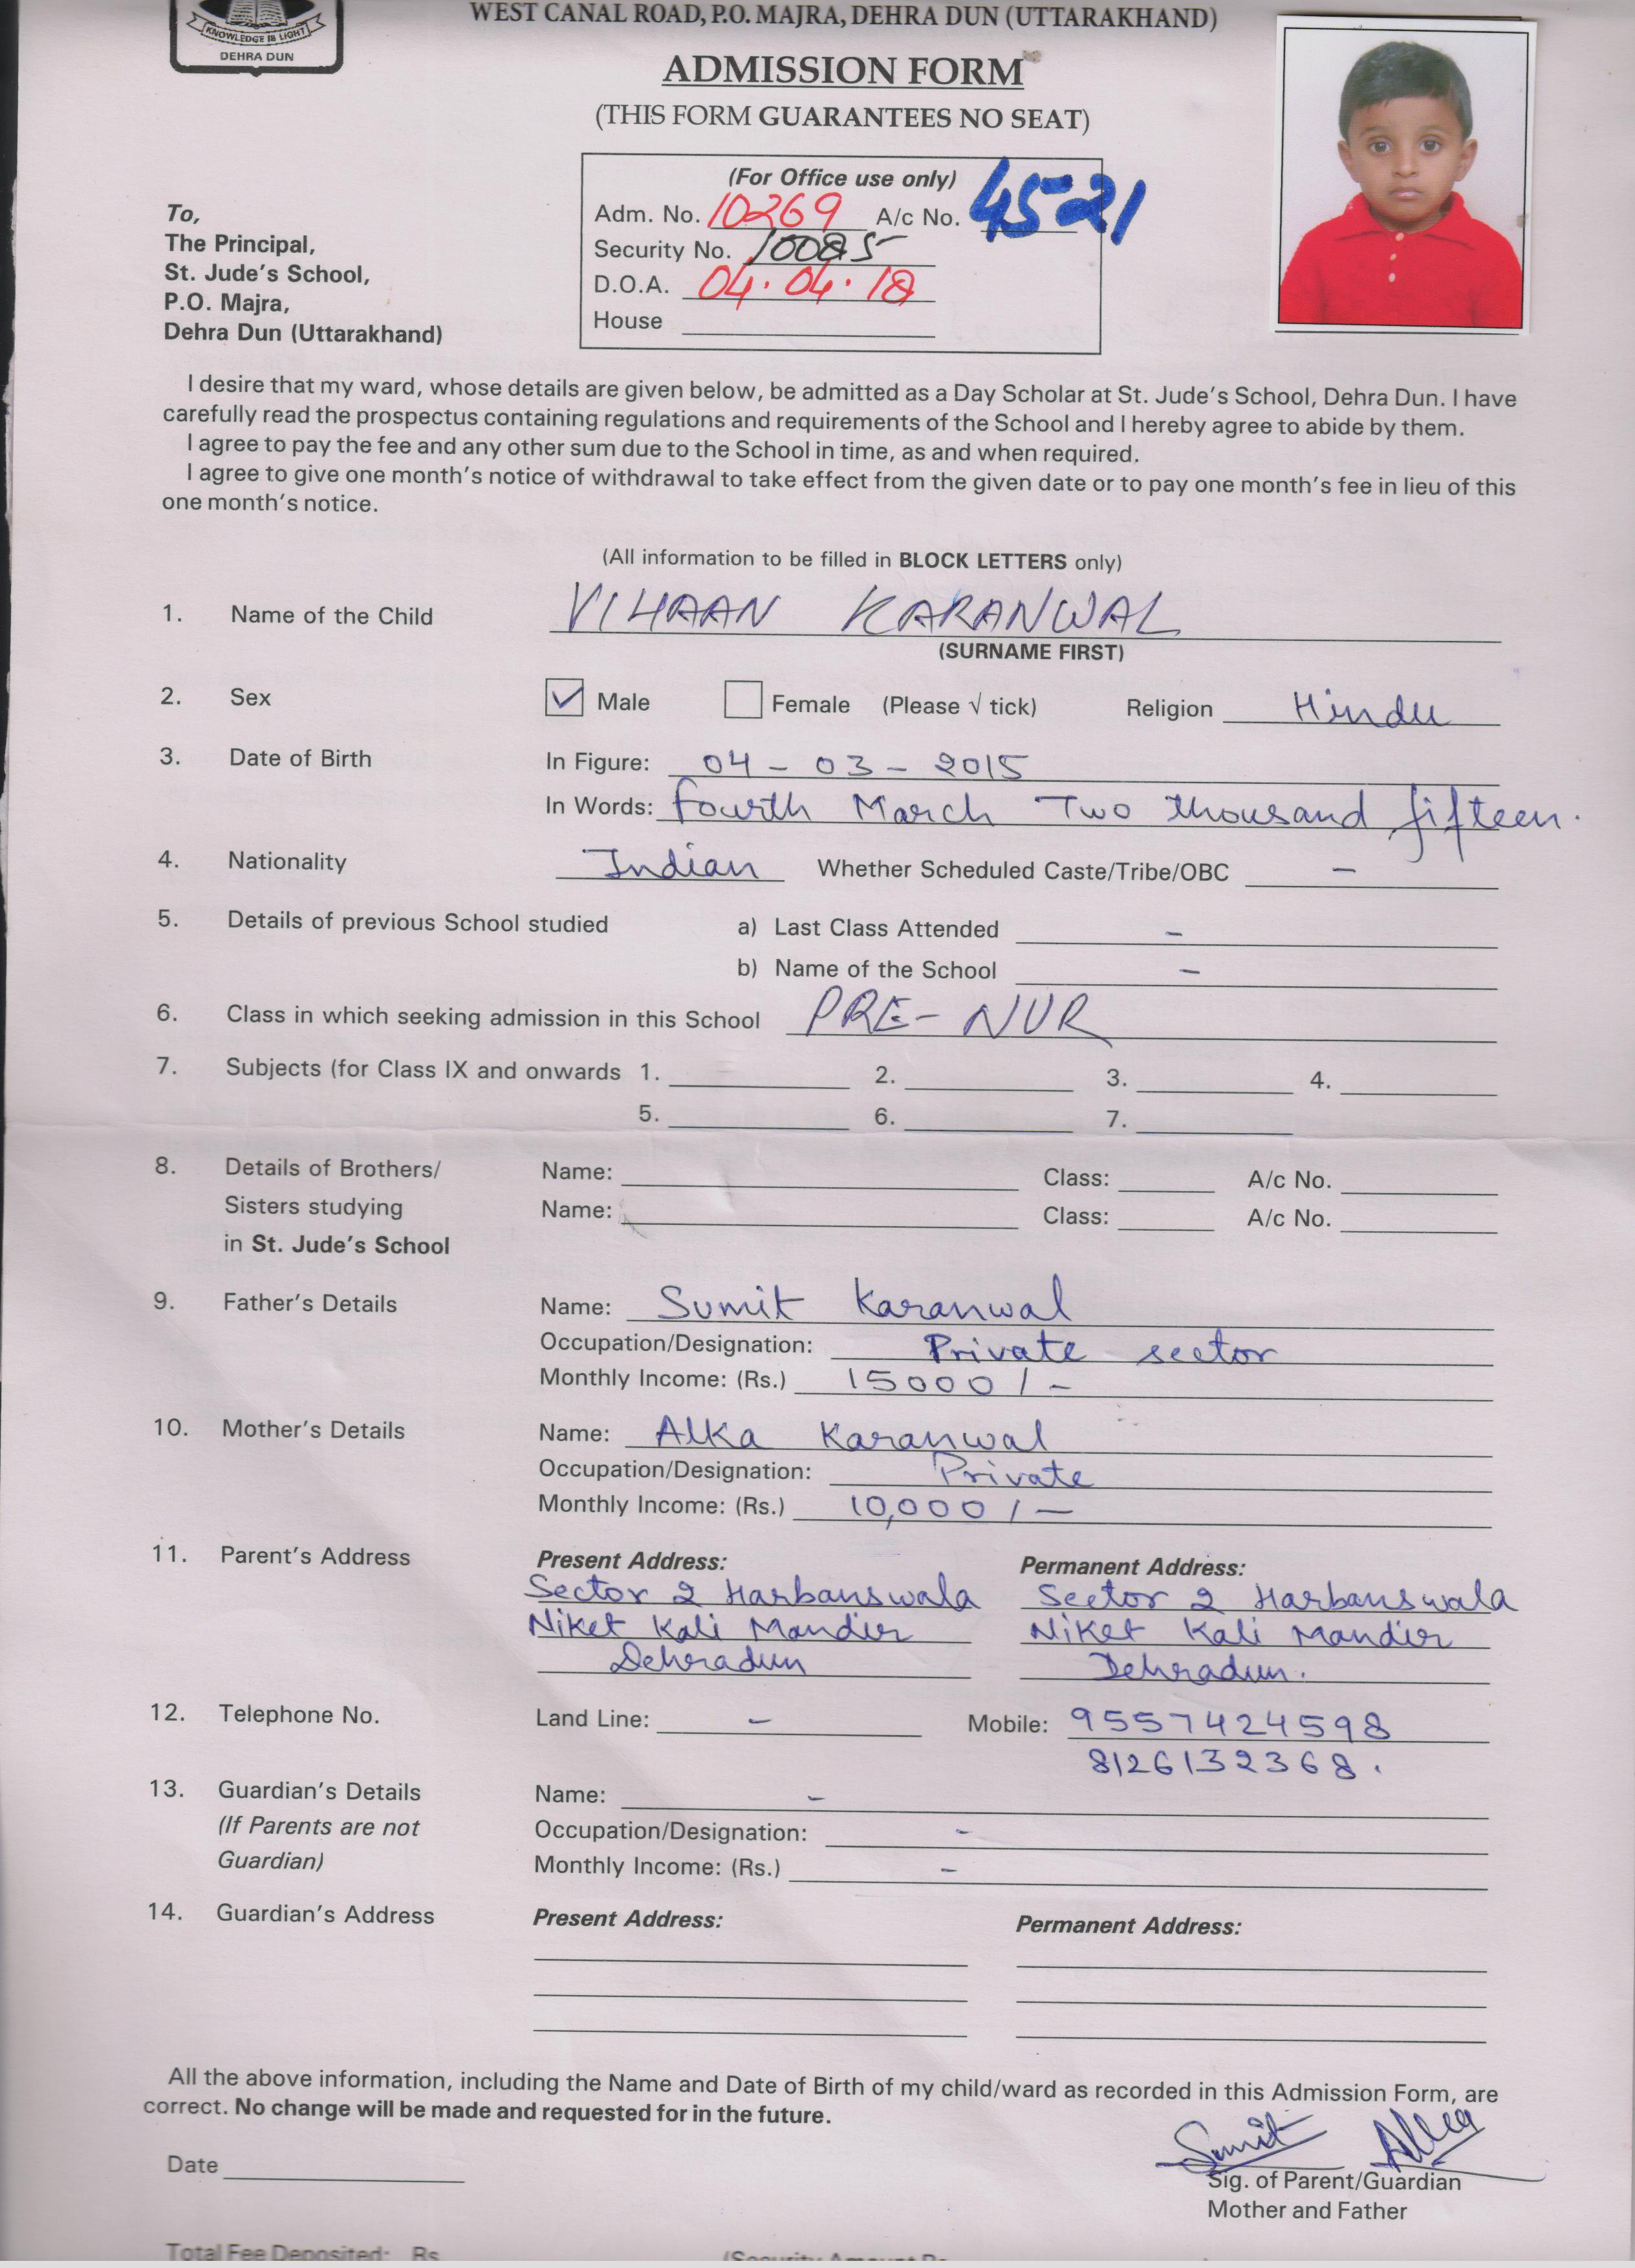 KNOWLEDGE IS LIGHT
DEHRA DUN
WEST CANAL ROAD, P.O. MAJRA, DEHRA DUN (UTTARAKHAND)
ADMISSION FORM
(THIS FORM GUARANTEES NO SEAT)
(For Office use only)
Adm. No. 10269 A/c No. 45-21
Security No. 10085
D.O.A. 04.04.18
House
To,
The Principal,
St. Jude's School,
P.O. Majra,
Dehra Dun (Uttarakhand)
I desire that my ward, whose details are given below, be admitted as a Day Scholar at St. Jude's School, Dehra Dun. I have
carefully read the prospectus containing regulations and requirements of the School and I hereby agree to abide by them.
I agree to pay the fee and any other sum due to the School in time, as and when required.
I agree to give one month's notice of withdrawal to take effect from the given date or to pay one month's fee in lieu of this
one month's notice.
(All information to be filled in BLOCK LETTERS only)
1. Name of the Child VIHAAN KARANWAL
(SURNAME FIRST)
2. Sex Male Female (Please √ tick) Religion Hindu
3. Date of Birth In Figure: 04 - 03 - 2015
In Words: Fourth March Two thousand fifteen.
4. Nationality Indian Whether Scheduled Caste/Tribe/OBC -
5. Details of previous School studied a) Last Class Attended -
b) Name of the School -
6. Class in which seeking admission in this School PRE-NUR
7. Subjects (for Class IX and onwards 1. 2. 3. 4.
5. 6. 7.
8. Details of Brothers/ Name: Class: A/c No.
Sisters studying Name: Class: A/c No.
in St. Jude's School
9. Father's Details Name: Sumit Karanwal
Occupation/Designation: Private sector
Monthly Income: (Rs.) 15000/-
10. Mother's Details Name: Alka Karanwal
Occupation/Designation: Private
Monthly Income: (Rs.) 10,000/-
11. Parent's Address Present Address: Permanent Address:
Sector 2 Harbanswala Sector 2 Harbanswala
Niket Kali Mandir Niket Kali Mandir
Dehradun Dehradun.
12. Telephone No. Land Line: - Mobile: 9557424598
8126132368.
13. Guardian's Details Name: -
(If Parents are not Occupation/Designation: -
Guardian) Monthly Income: (Rs.) -
14. Guardian's Address Present Address: Permanent Address:
All the above information, including the Name and Date of Birth of my child/ward as recorded in this Admission Form, are
correct. No change will be made and requested for in the future.
Sumit Alka
Date
Sig. of Parent/Guardian
Mother and Father
Total Fee Deposited: Rs